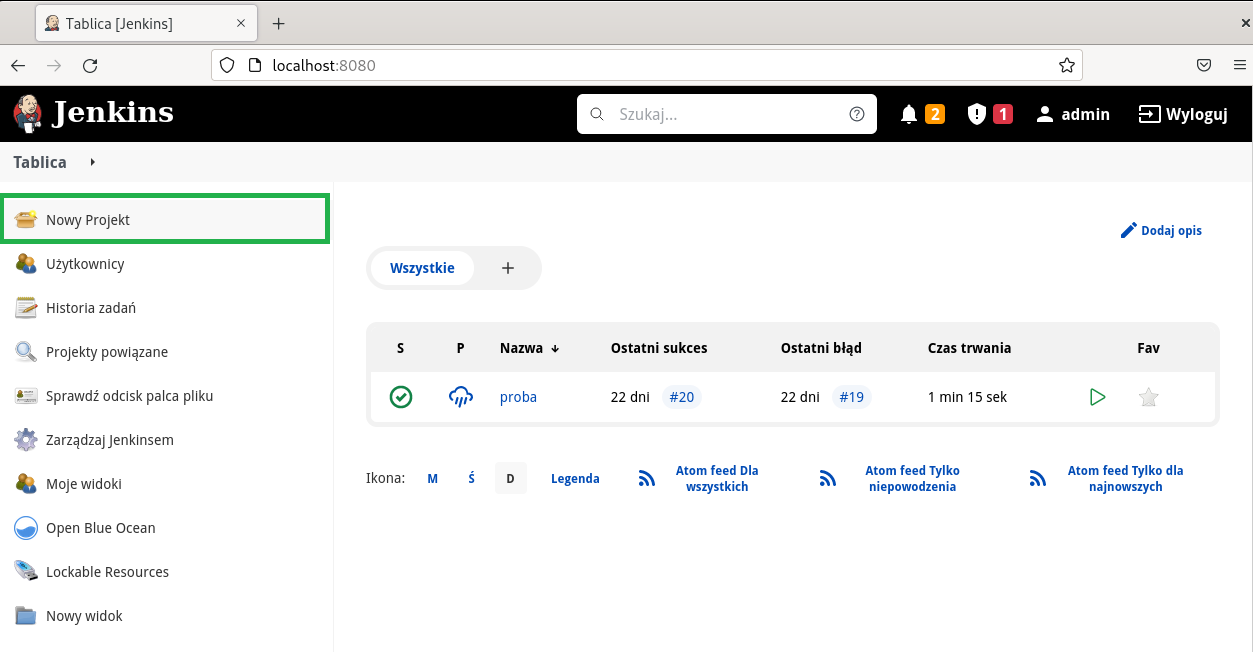 Tablica [Jenkins]
localhost:8080
Jenkins
Szukaj...
2
1
admin
Wyloguj
Tablica
Nowy Projekt
Użytkownicy
Historia zadań
Projekty powiązane
Sprawdź odcisk palca pliku
Zarządzaj Jenkinsem
Moje widoki
Open Blue Ocean
Lockable Resources
Nowy widok
Dodaj opis
Wszystkie +
S P Nazwa ↓ Ostatni sukces Ostatni błąd Czas trwania Fav
proba 22 dni #20 22 dni #19 1 min 15 sek
Ikona: M Ś D Legenda
Atom feed Dla
wszystkich
Atom feed Tylko
niepowodzenia
Atom feed Tylko dla
najnowszych